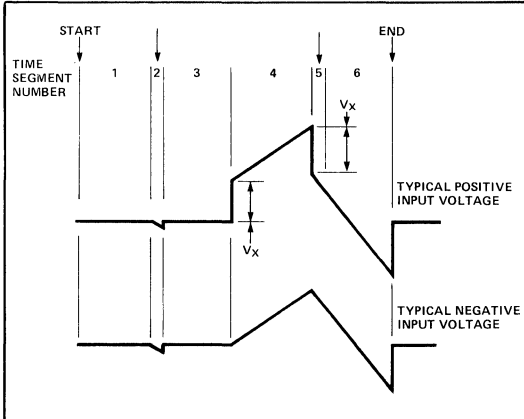 START
END
TIME
SEGMENT
NUMBER
1 2 3 4 5 6
VX
TYPICAL POSITIVE
INPUT VOLTAGE
VX
TYPICAL NEGATIVE
INPUT VOLTAGE